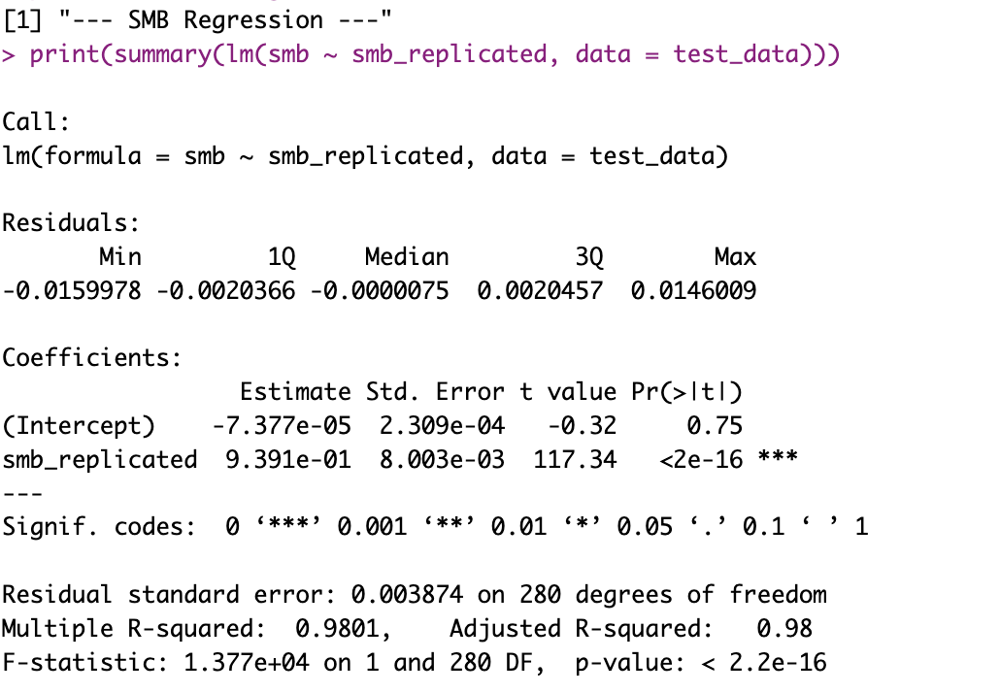 [1] "--- SMB Regression ---"
> print(summary(lm(smb ~ smb_replicated, data = test_data)))
Call:
lm(formula = smb ~ smb_replicated, data = test_data)
Residuals:
Min 1Q Median 3Q Max
-0.0159978 -0.0020366 -0.0000075 0.0020457 0.0146009
Coefficients:
Estimate Std. Error t value Pr(>|t|)
(Intercept) -7.377e-05 2.309e-04 -0.32 0.75
smb_replicated 9.391e-01 8.003e-03 117.34 <2e-16 ***
---
Signif. codes: 0 ‘***’ 0.001 ‘**’ 0.01 ‘*’ 0.05 ‘.’ 0.1 ‘ ’ 1
Residual standard error: 0.003874 on 280 degrees of freedom
Multiple R-squared: 0.9801, Adjusted R-squared: 0.98
F-statistic: 1.377e+04 on 1 and 280 DF, p-value: < 2.2e-16